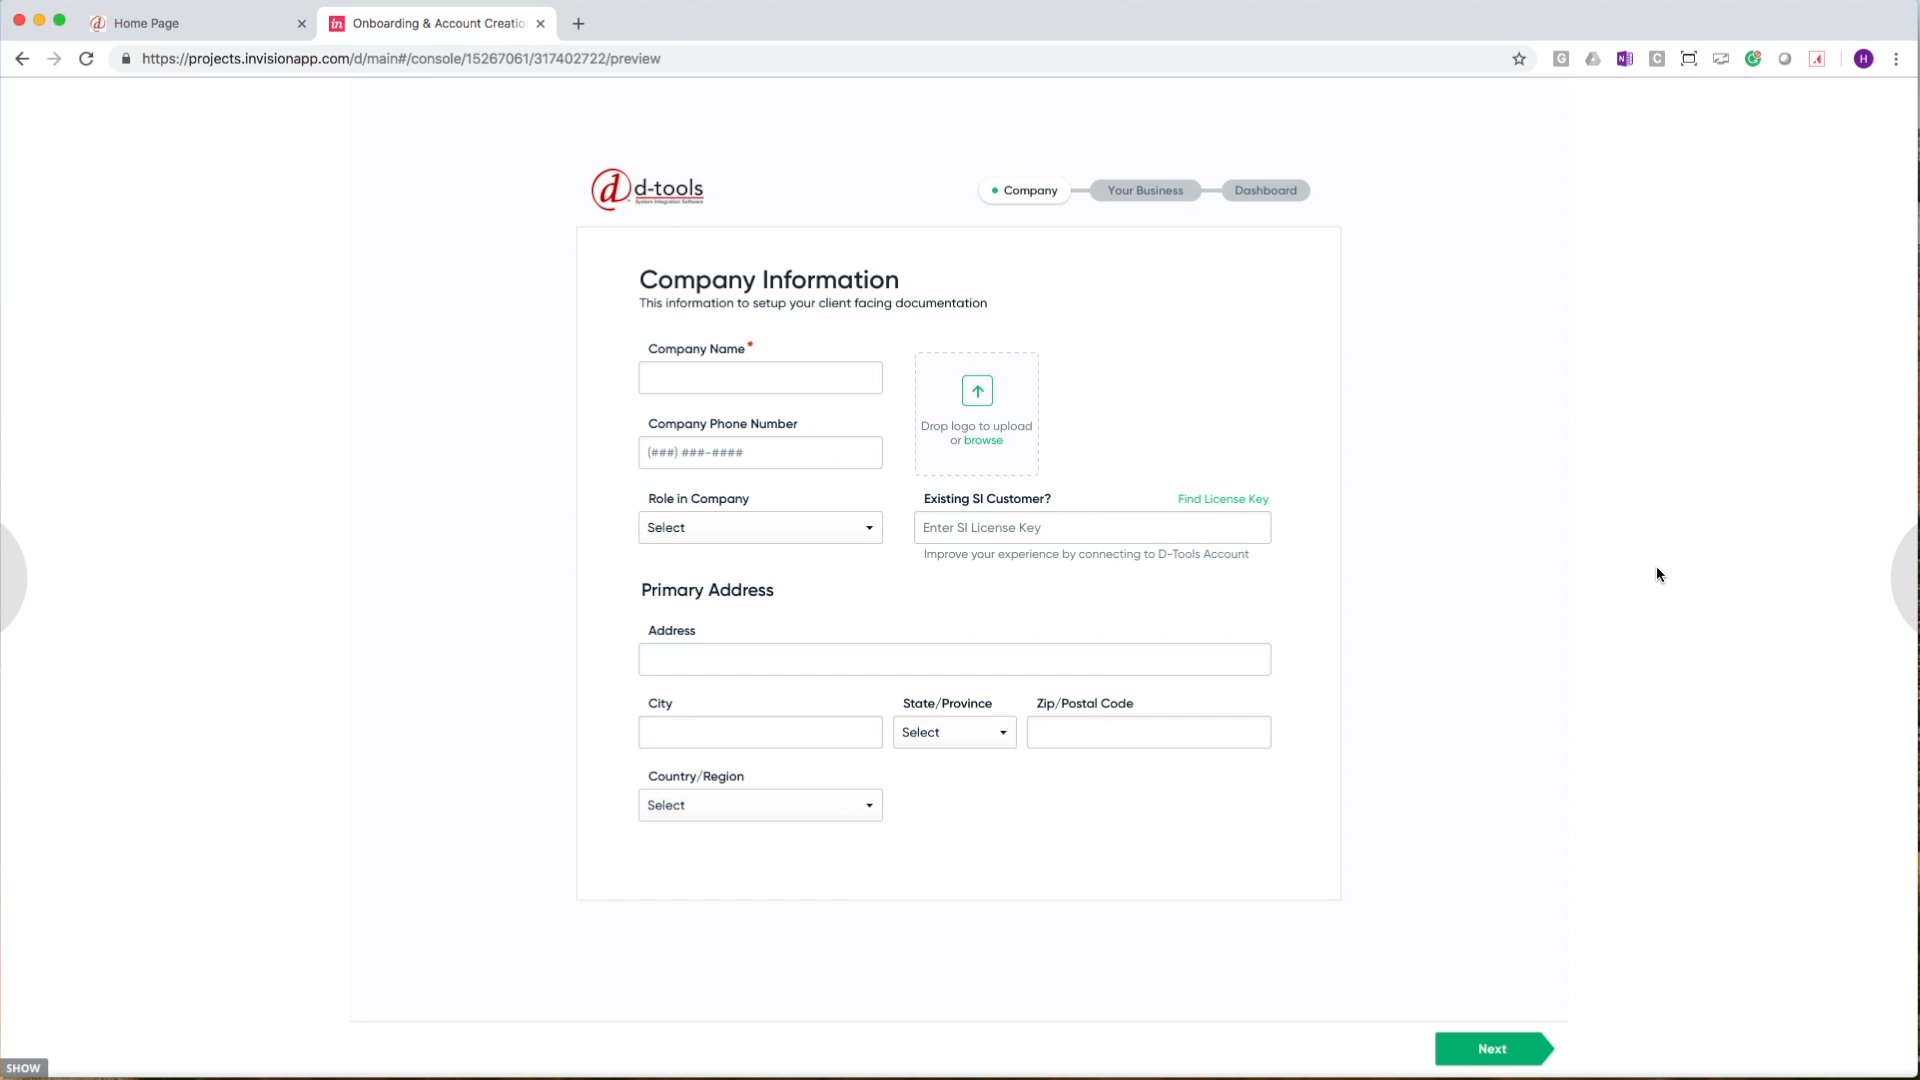 Home Page
Onboarding & Account Creatio
https://projects.invisionapp.com/d/main#/console/15267061/317402722/preview
H
d-tools
System Integration Software
Company
Your Business
Dashboard
Company Information
This information to setup your client facing documentation
Company Name*
Drop logo to upload
or browse
Company Phone Number
(###) ###-####
Role in Company
Select
Existing SI Customer?
Find License Key
Enter SI License Key
Improve your experience by connecting to D-Tools Account
Primary Address
Address
City
State/Province
Zip/Postal Code
Select
Country/Region
Select
Next
SHOW